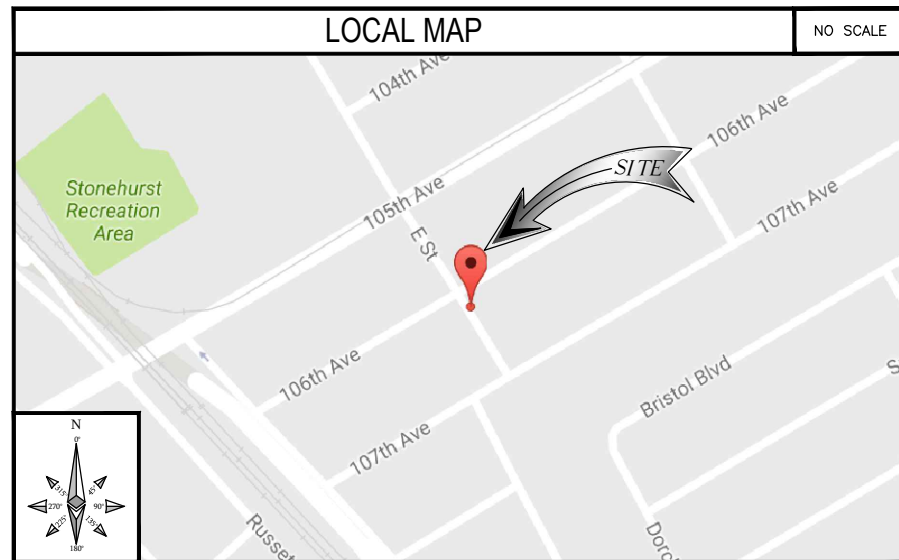 LOCAL MAP
NO SCALE
104th Ave
106th Ave
SITE
Stonehurst
Recreation
Area
105th Ave
107th Ave
E St
106th Ave
Bristol Blvd
107th Ave
N
0°
315°
45°
270°
90°
225°
135°
180°